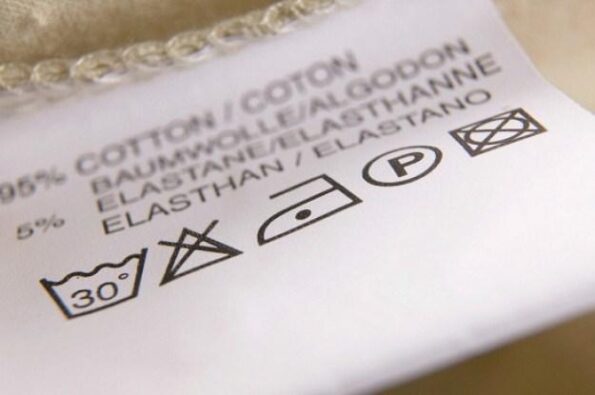 95% COTTON / COTON
BAUMWOLLE/ALGODON
5% ELASTANE/ELASTHANNE
ELASTHAN / ELASTANO
30°
P